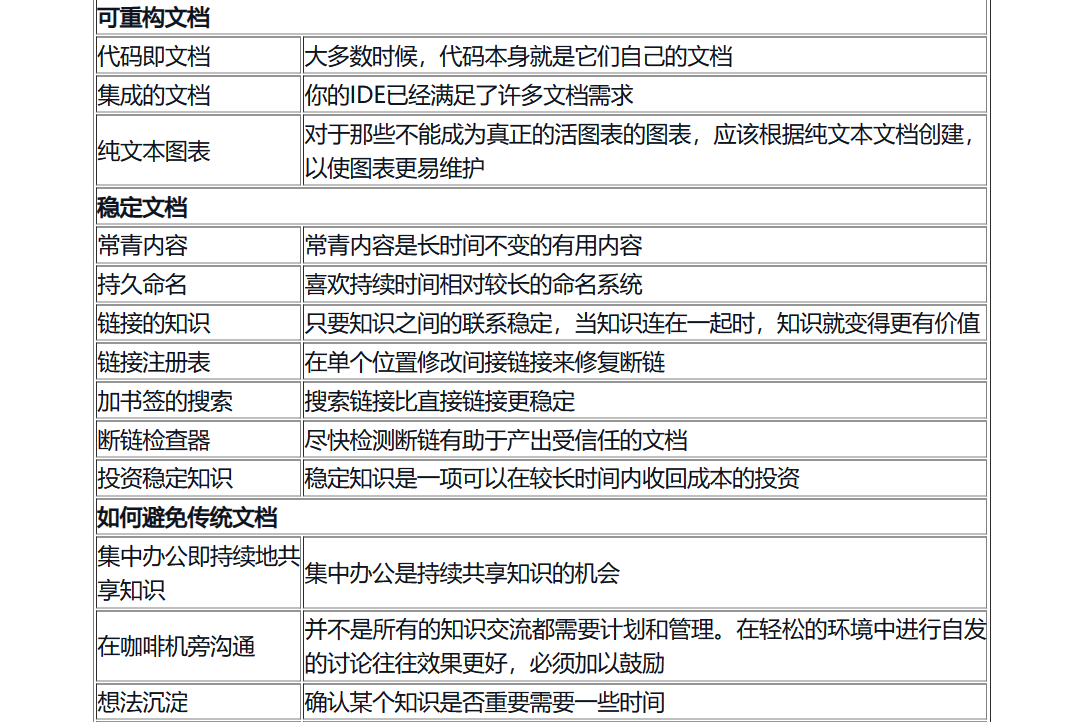 可重构文档
代码即文档
大多数时候，代码本身就是它们自己的文档
集成的文档
你的IDE已经满足了许多文档需求
纯文本图表
对于那些不能成为真正的活图表的图表，应该根据纯文本文档创建，
以使图表更易维护
稳定文档
常青内容
常青内容是长时间不变的有用内容
持久命名
喜欢持续时间相对较长的命名系统
链接的知识
只要知识之间的联系稳定，当知识连在一起时，知识就变得更有价值
链接注册表
在单个位置修改间接链接来修复断链
加书签的搜索
搜索链接比直接链接更稳定
断链检查器
尽快检测断链有助于产出受信任的文档
投资稳定知识
稳定知识是一项可以在较长时间内收回成本的投资
如何避免传统文档
集中办公即持续地共
享知识
集中办公是持续共享知识的机会
在咖啡机旁沟通
并不是所有的知识交流都需要计划和管理。在轻松的环境中进行自发
的讨论往往效果更好，必须加以鼓励
想法沉淀
确认某个知识是否重要需要一些时间